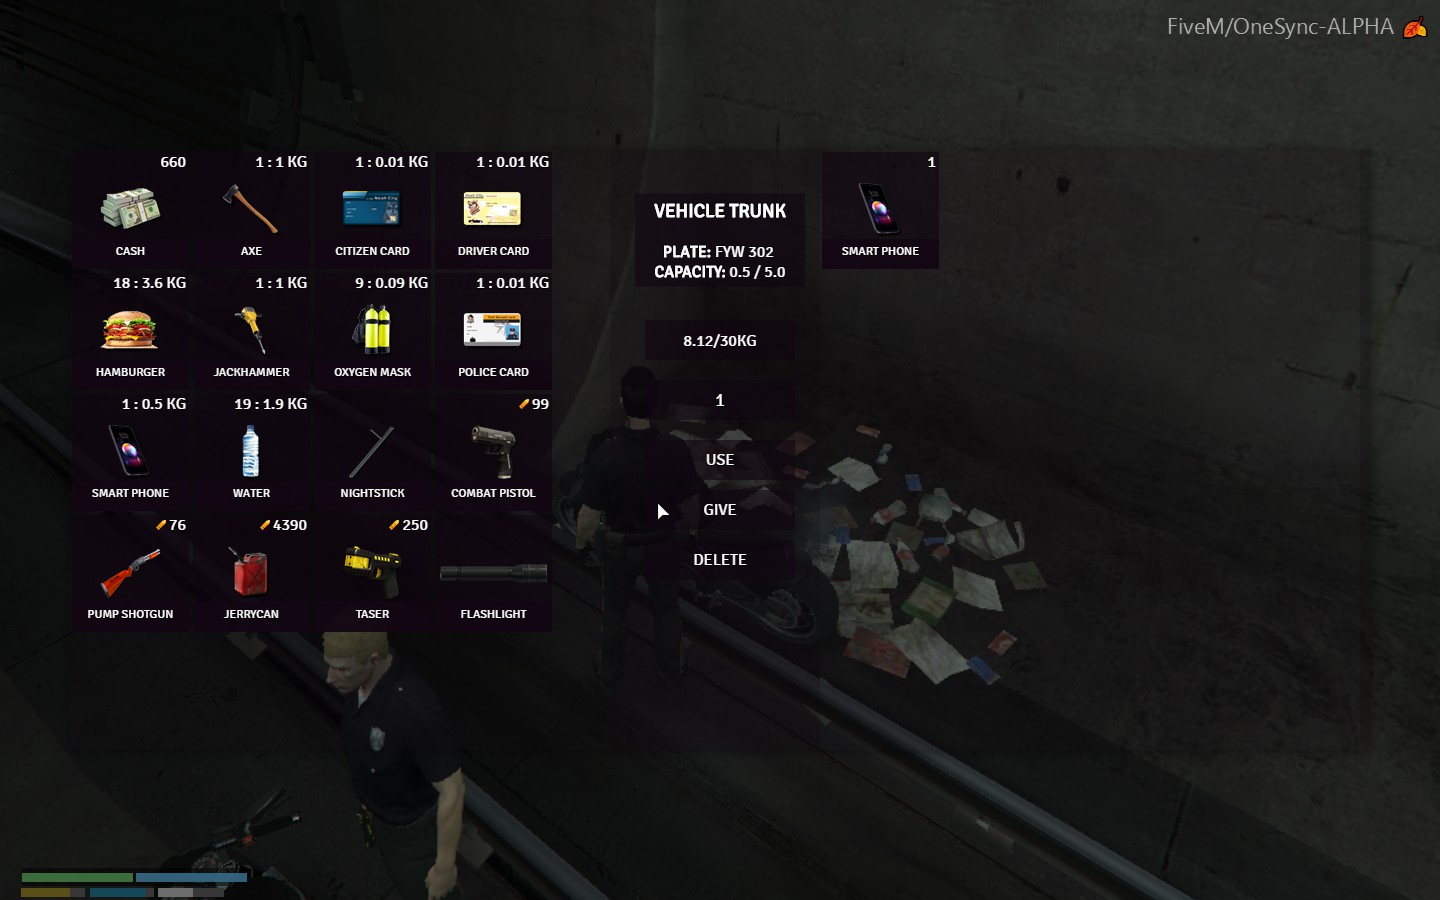 FiveM/OneSync-ALPHA
660
1 : 1 KG
1 : 0.01 KG
1 : 0.01 KG
CASH
AXE
CITIZEN CARD
DRIVER CARD
18 : 3.6 KG
1 : 1 KG
9 : 0.09 KG
1 : 0.01 KG
HAMBURGER
JACKHAMMER
OXYGEN MASK
POLICE CARD
1 : 0.5 KG
19 : 1.9 KG
99
SMART PHONE
WATER
NIGHTSTICK
COMBAT PISTOL
76
4390
250
PUMP SHOTGUN
JERRYCAN
TASER
FLASHLIGHT
VEHICLE TRUNK
PLATE: FYW 302
CAPACITY: 0.5 / 5.0
8.12/30KG
1
USE
GIVE
DELETE
1
SMART PHONE